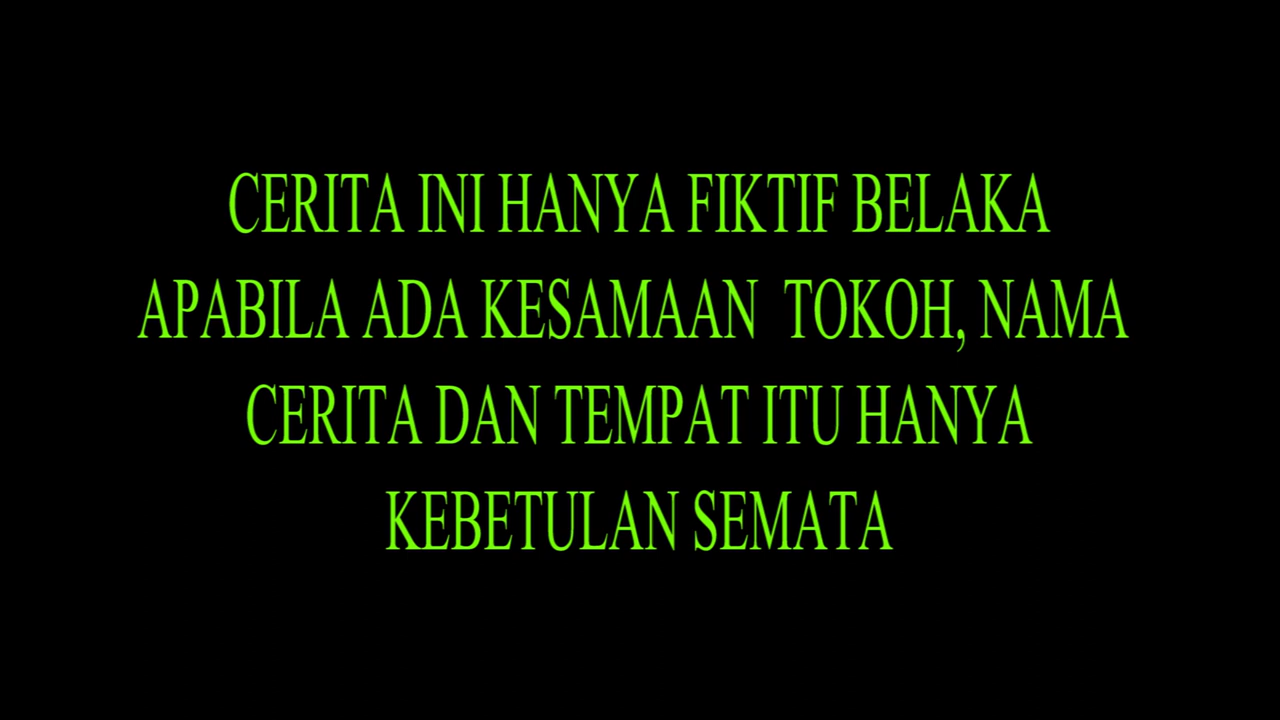 CERITA INI HANYA FIKTIF BELAKA
APABILA ADA KESAMAAN  TOKOH, NAMA
CERITA DAN TEMPAT ITU HANYA
KEBETULAN SEMATA